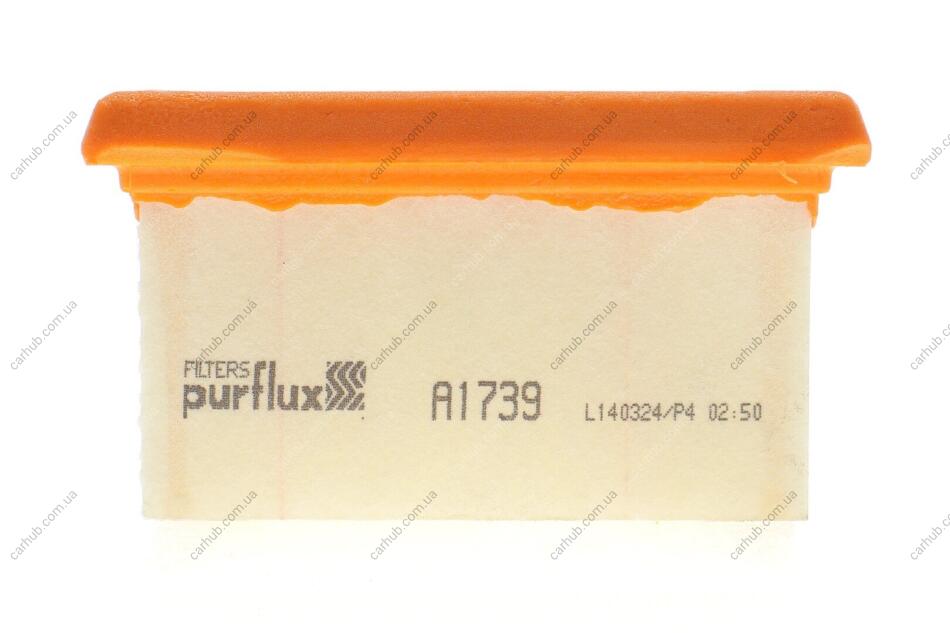 FILTERS
purflux
A1739
L140324/P4 02:50
carhub.com.ua